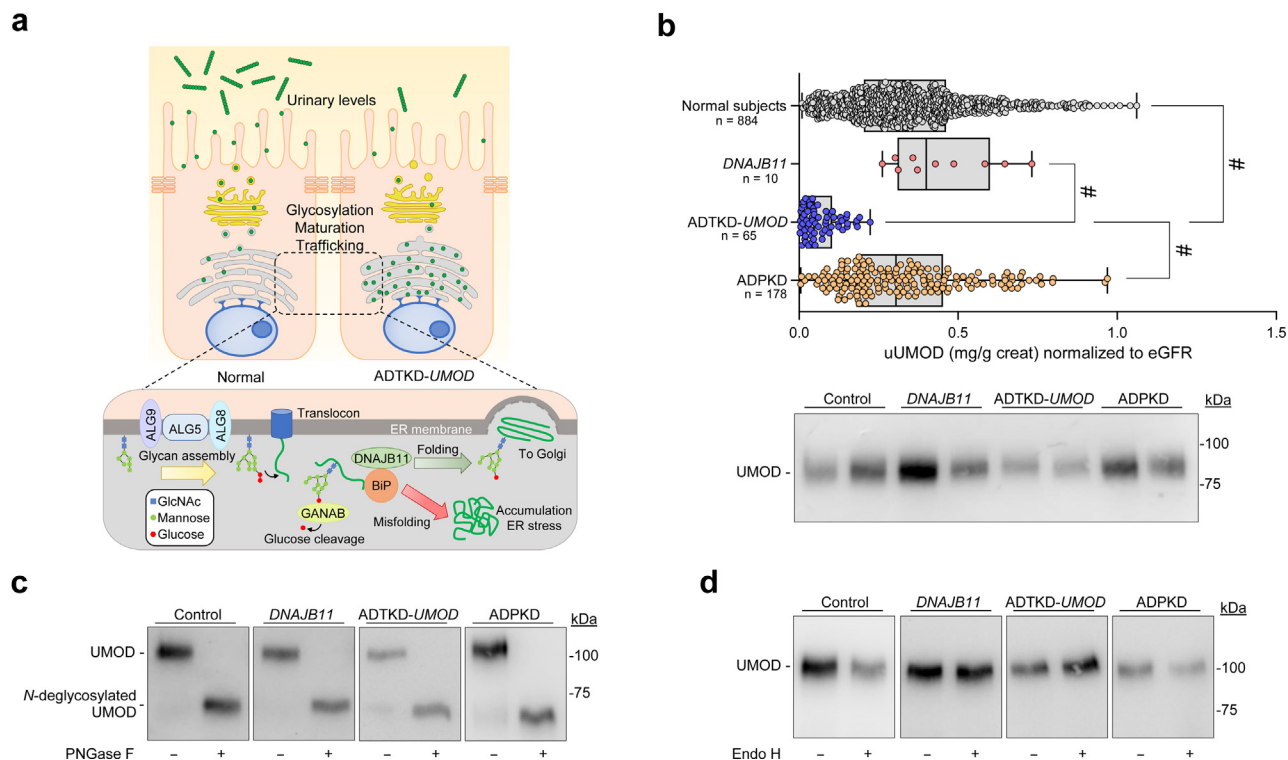 a
Urinary levels
Glycosylation
Maturation
Trafficking
Normal
ADTKD-UMOD
ALG9
ALG5
ALG8
Translocon
ER membrane
Glycan assembly
DNAJB11
Folding
To Golgi
BiP
GANAB
Glucose cleavage
Misfolding
Accumulation
ER stress
GlcNAc
Mannose
Glucose
b
Normal subjects
n = 884
DNAJB11
n = 10
ADTKD-UMOD
n = 65
ADPKD
n = 178
#
#
#
0.0 0.5 1.0 1.5
uUMOD (mg/g creat) normalized to eGFR
Control DNAJB11 ADTKD-UMOD ADPKD kDa
UMOD -
-100
-75
c
Control DNAJB11 ADTKD-UMOD ADPKD kDa
UMOD -
-100
-75
N-deglycosylated
UMOD -
PNGase F – + – + – + – +
d
Control DNAJB11 ADTKD-UMOD ADPKD kDa
UMOD -
-100
-75
Endo H – + – + – + – +